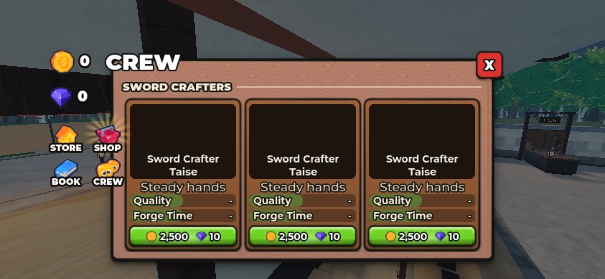 0
CREW
X
SWORD CRAFTERS
0
STORE
SHOP
BOOK
CREW
Sword Crafter
Taise
Steady hands
Quality -
Forge Time -
2,500 10
Sword Crafter
Taise
Steady hands
Quality -
Forge Time -
2,500 10
Sword Crafter
Taise
Steady hands
Quality -
Forge Time -
2,500 10